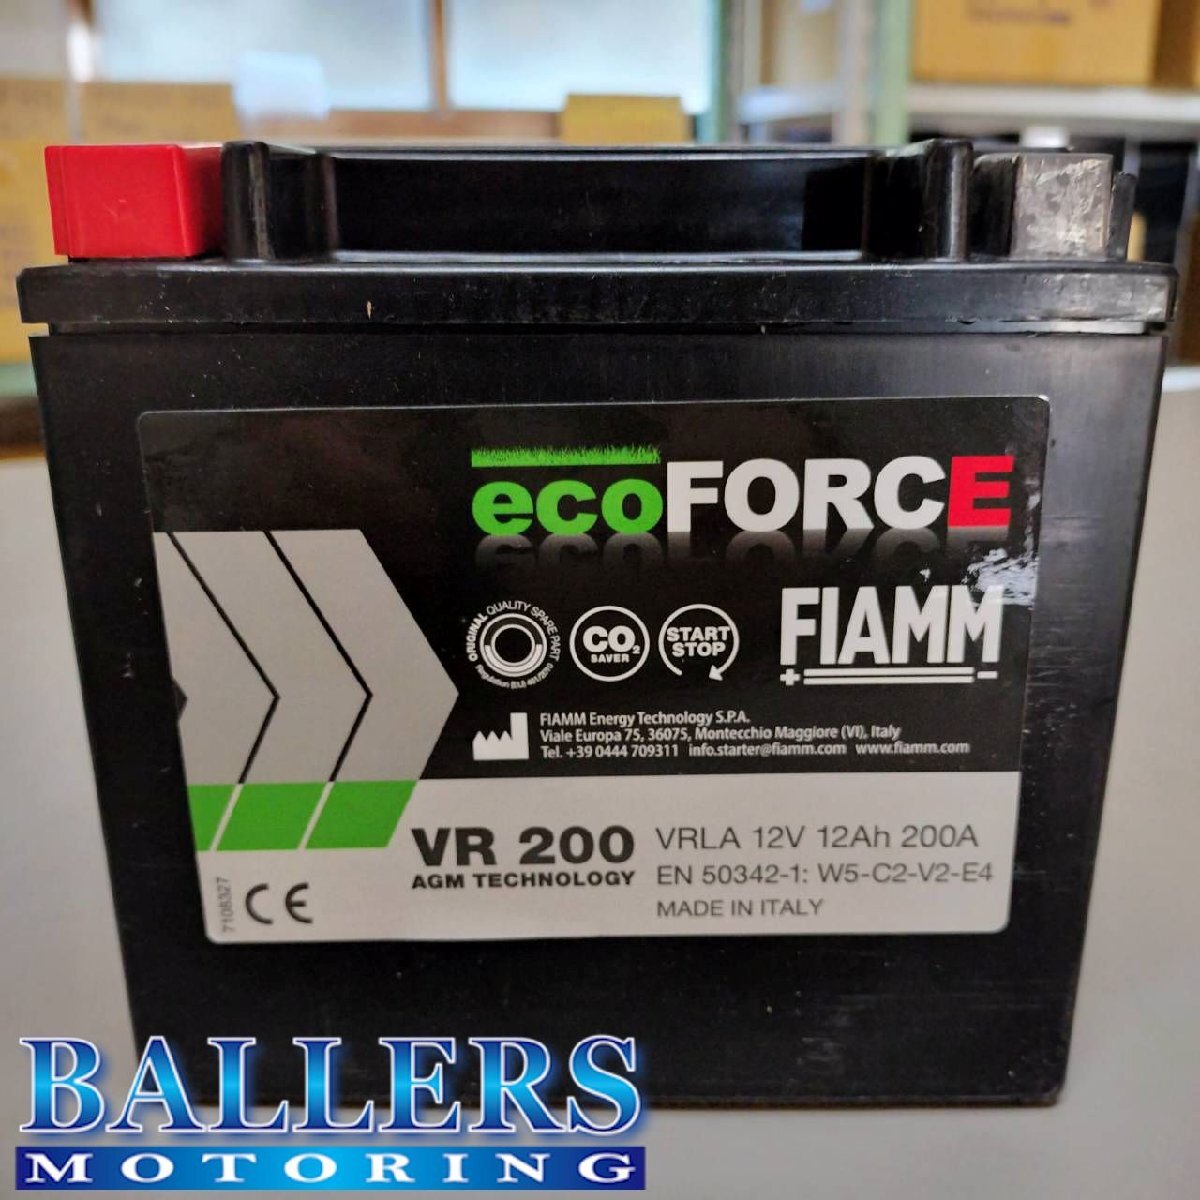 ecoFORCE
ORIGINAL QUALITY SPARE PART
CO2
SAVER
START
STOP
FIAMM
+ -
FIAMM Energy Technology S.P.A.
Viale Europa 75, 36075, Montecchio Maggiore (VI), Italy
Tel. +39 0444 709311 info.starter@fiamm.com www.fiamm.com
VR 200
AGM TECHNOLOGY
VRLA 12V 12Ah 200A
EN 50342-1: W5-C2-V2-E4
MADE IN ITALY
7108327
CE
BALLERS
MOTORING